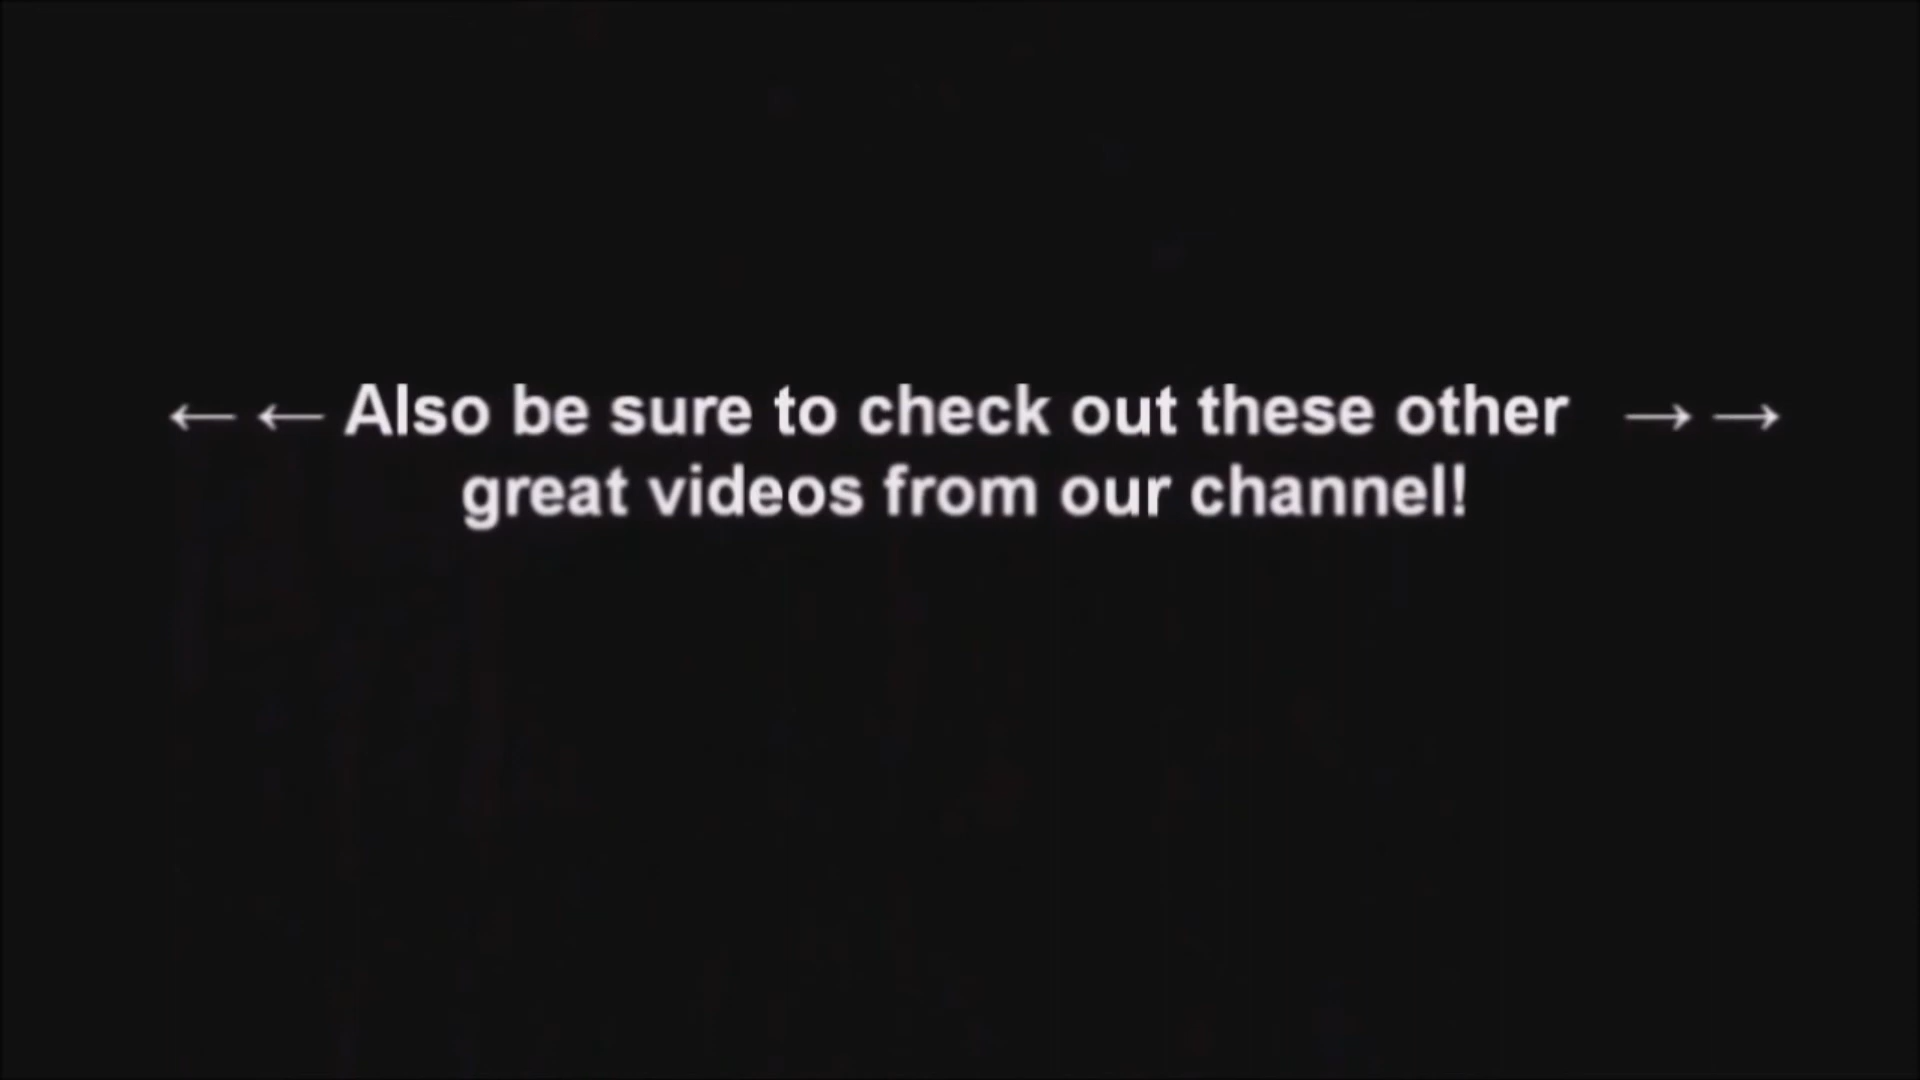 ← ← Also be sure to check out these other → →
great videos from our channel!